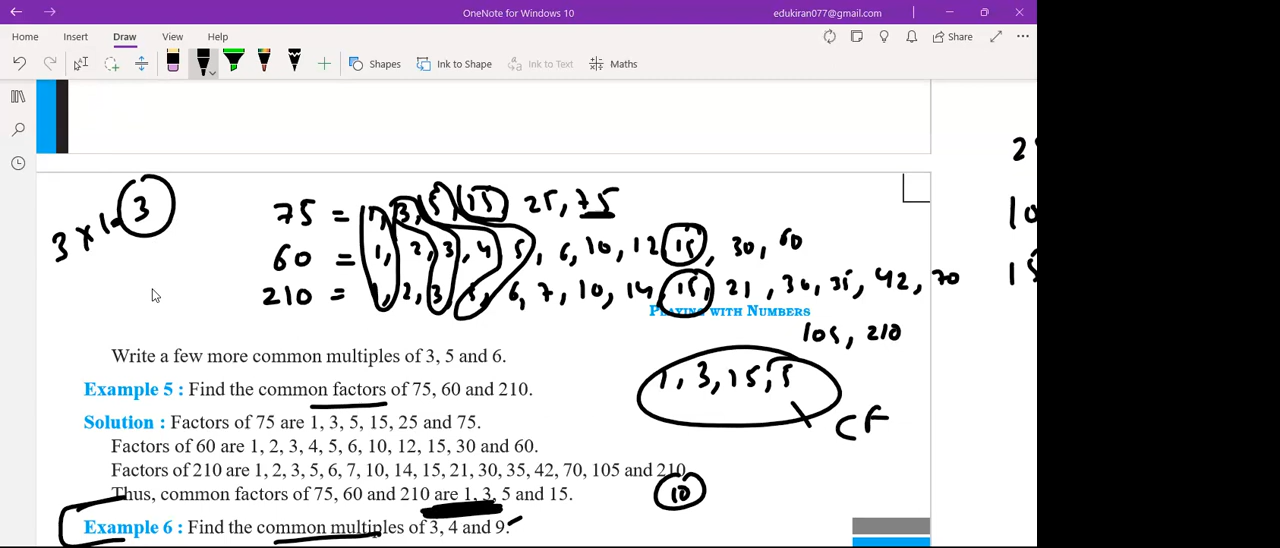 OneNote for Windows 10
edukiran077@gmail.com
Home Insert Draw View Help
Share
Shapes Ink to Shape Ink to Text Maths
3 x 1 = 3
75 = 1, 3, 5, 15, 25, 75
60 = 1, 2, 3, 4, 5, 6, 10, 12, 15, 30, 60
210 = 1, 2, 3, 5, 6, 7, 10, 14, 15, 21, 30, 35, 42, 70
105, 210
PLAYING WITH NUMBERS
Write a few more common multiples of 3, 5 and 6.
1, 3, 15, 5
CF
Example 5 : Find the common factors of 75, 60 and 210.
Solution : Factors of 75 are 1, 3, 5, 15, 25 and 75.
Factors of 60 are 1, 2, 3, 4, 5, 6, 10, 12, 15, 30 and 60.
Factors of 210 are 1, 2, 3, 5, 6, 7, 10, 14, 15, 21, 30, 35, 42, 70, 105 and 210
Thus, common factors of 75, 60 and 210 are 1, 3, 5 and 15.
10
Example 6 : Find the common multiples of 3, 4 and 9.